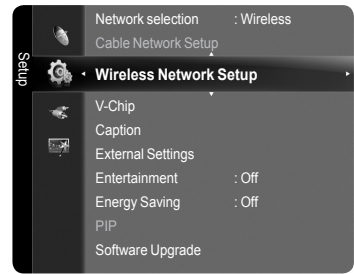 Setup
Network selection : Wireless
Cable Network Setup
Wireless Network Setup
V-Chip
Caption
External Settings
Entertainment : Off
Energy Saving : Off
PIP
Software Upgrade